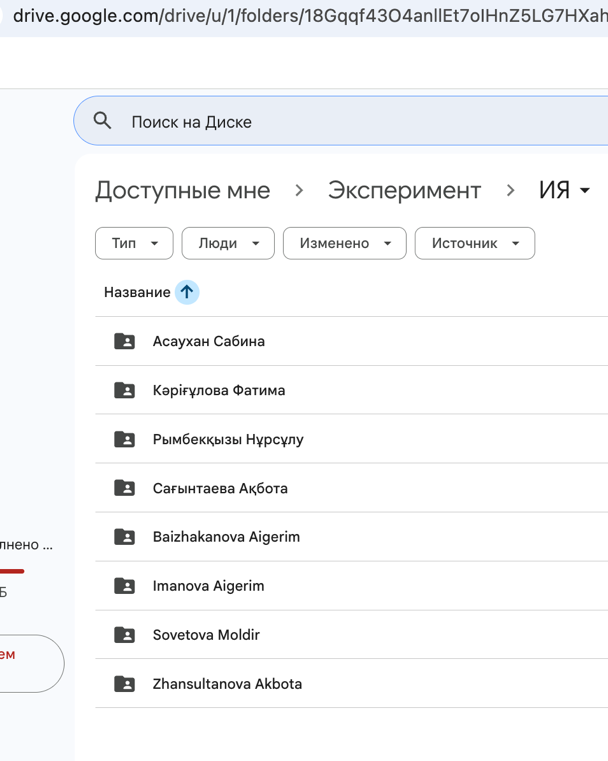 drive.google.com/drive/u/1/folders/18Gqqf43O4anllEt7oIHnZ5LG7HXah
Поиск на Диске
Доступные мне > Эксперимент > ИЯ
Тип Люди Изменено Источник
Название
Асаухан Сабина
Кәріғұлова Фатима
Рымбекқызы Нұрсұлу
Сағынтаева Ақбота
Baizhakanova Aigerim
лнено ...
Imanova Aigerim
Б
Sovetova Moldir
ем
Zhansultanova Akbota